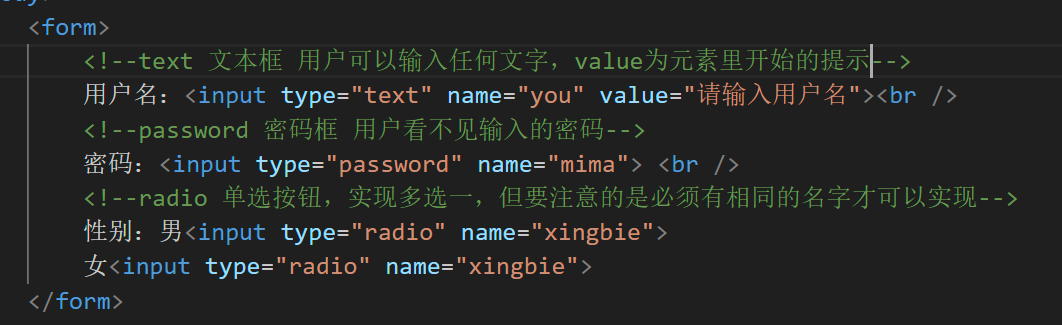 ody>
<form>
<!--text 文本框 用户可以输入任何文字，value为元素里开始的提示-->
用户名：<input type="text" name="you" value="请输入用户名"><br />
<!--password 密码框 用户看不见输入的密码-->
密码：<input type="password" name="mima"> <br />
<!--radio 单选按钮，实现多选一，但要注意的是必须有相同的名字才可以实现-->
性别：男<input type="radio" name="xingbie">
女<input type="radio" name="xingbie">
</form>